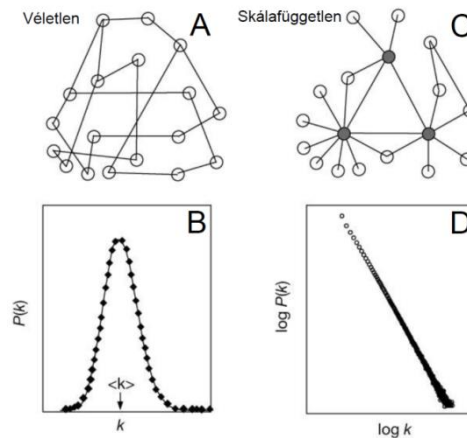 Véletlen
A
Skálafüggetlen
C
B
P(k)
<k>
k
D
log P(k)
log k